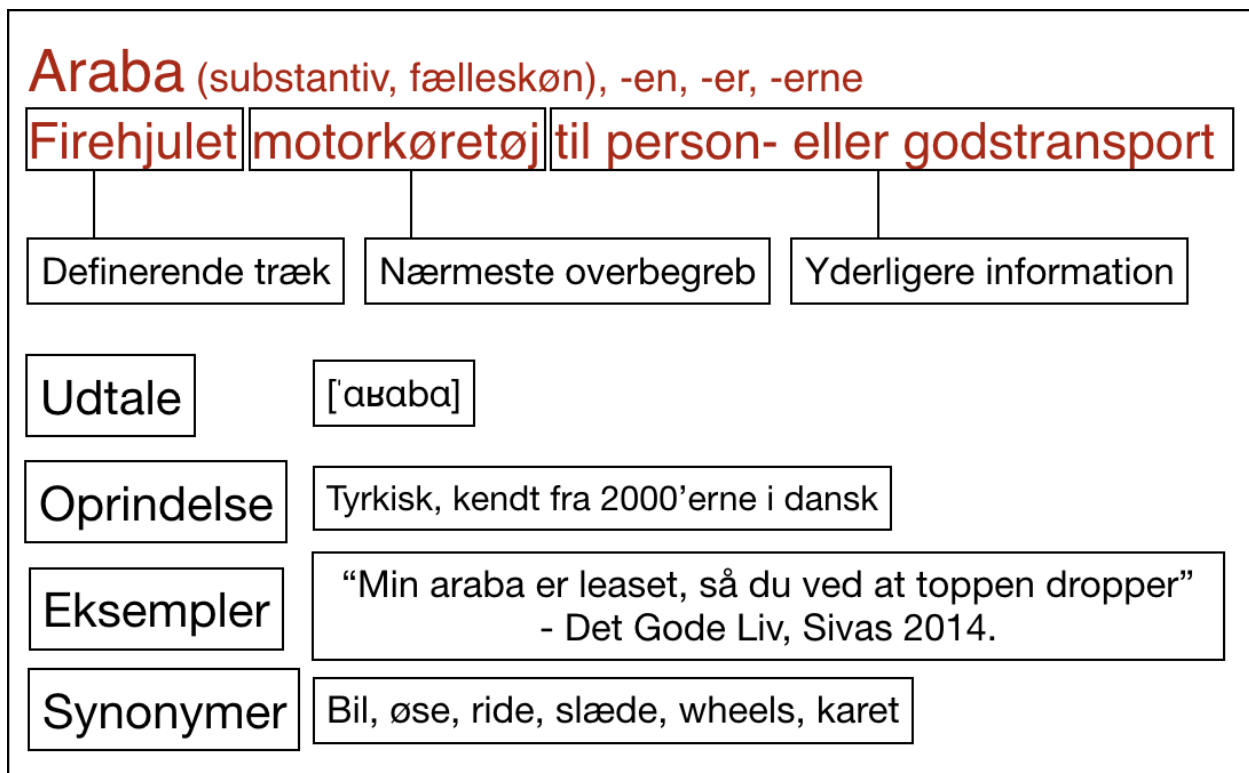 Araba (substantiv, fælleskøn), -en, -er, -erne
Firehjulet motorkøretøj til person- eller godstransport
Definerende træk
Nærmeste overbegreb
Yderligere information
Udtale
[ˈɑʁɑbɑ]
Oprindelse
Tyrkisk, kendt fra 2000’erne i dansk
Eksempler
“Min araba er leaset, så du ved at toppen dropper”
- Det Gode Liv, Sivas 2014.
Synonymer
Bil, øse, ride, slæde, wheels, karet